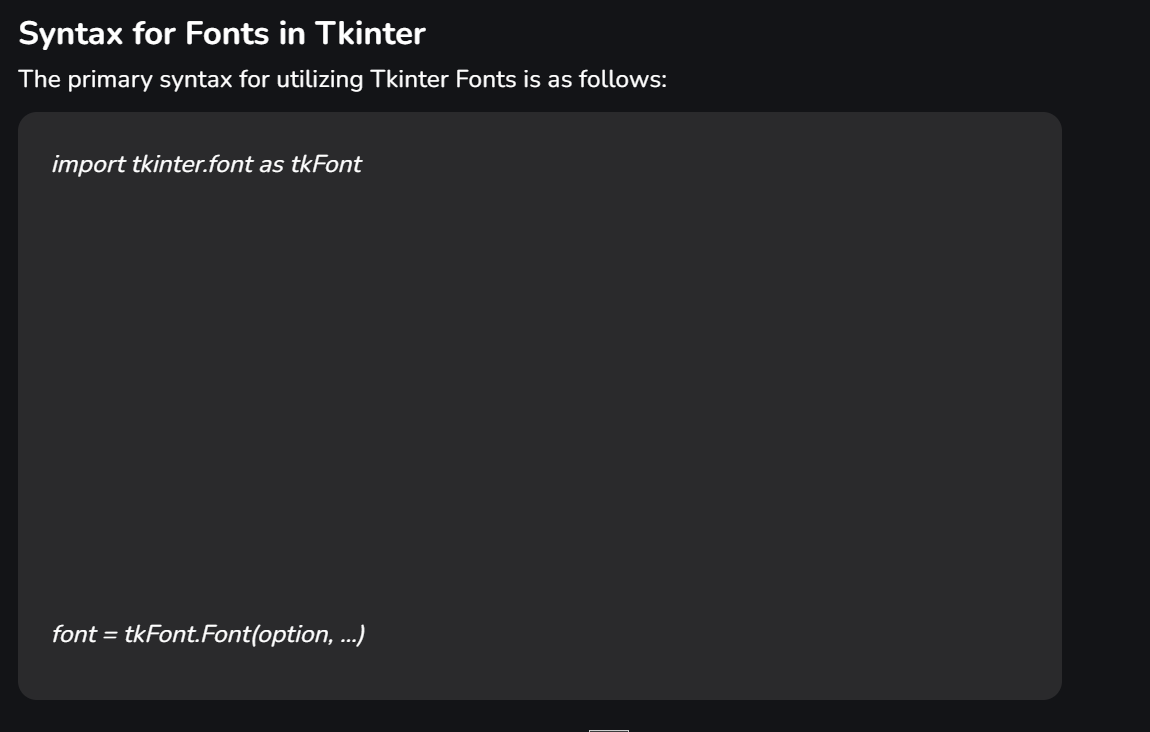 Syntax for Fonts in Tkinter
The primary syntax for utilizing Tkinter Fonts is as follows:
import tkinter.font as tkFont
font = tkFont.Font(option, ...)